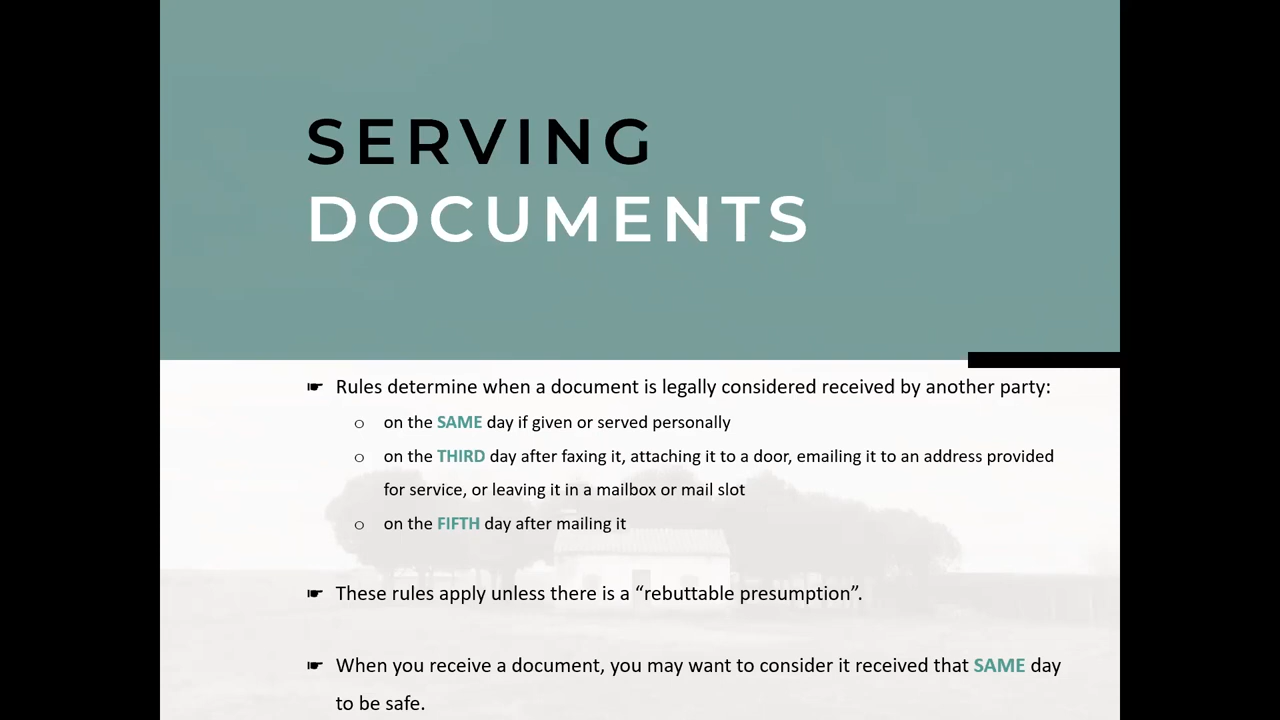 SERVING
DOCUMENTS
☛ Rules determine when a document is legally considered received by another party:
o on the SAME day if given or served personally
o on the THIRD day after faxing it, attaching it to a door, emailing it to an address provided
for service, or leaving it in a mailbox or mail slot
o on the FIFTH day after mailing it
☛ These rules apply unless there is a “rebuttable presumption”.
☛ When you receive a document, you may want to consider it received that SAME day
to be safe.